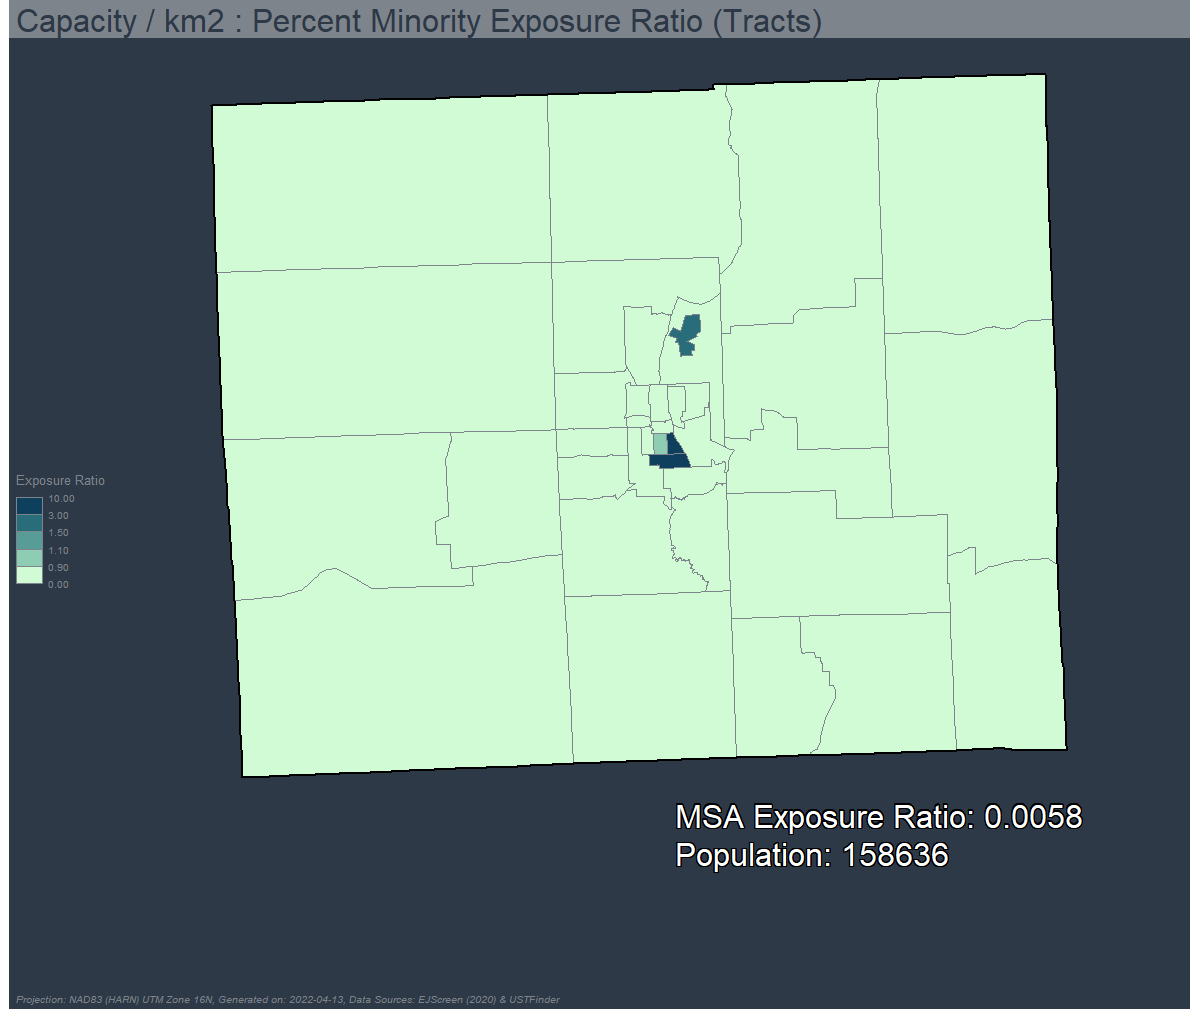 Capacity / km2 : Percent Minority Exposure Ratio (Tracts)
Exposure Ratio
10.00
3.00
1.50
1.10
0.90
0.00
MSA Exposure Ratio: 0.0058
Population: 158636
Projection: NAD83 (HARN) UTM Zone 16N, Generated on: 2022-04-13, Data Sources: EJScreen (2020) & USTFinder